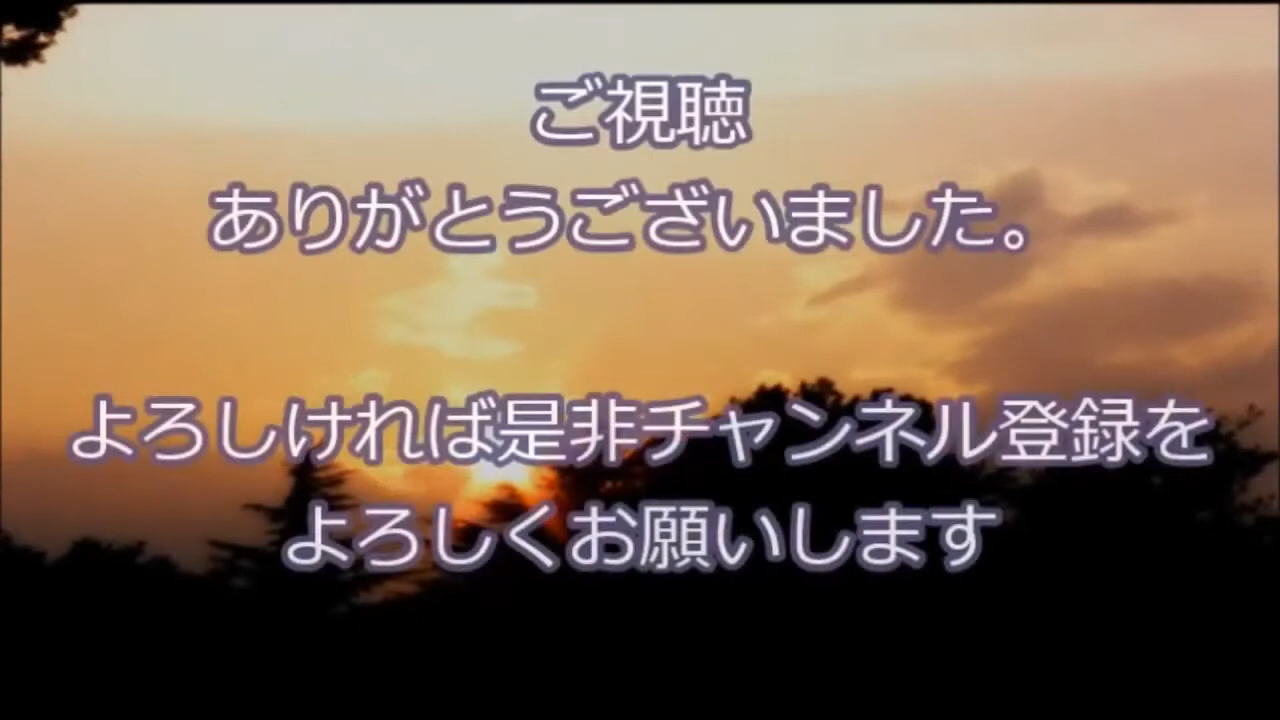 ご視聴
ありがとうございました。
よろしければ是非チャンネル登録を
よろしくお願いします